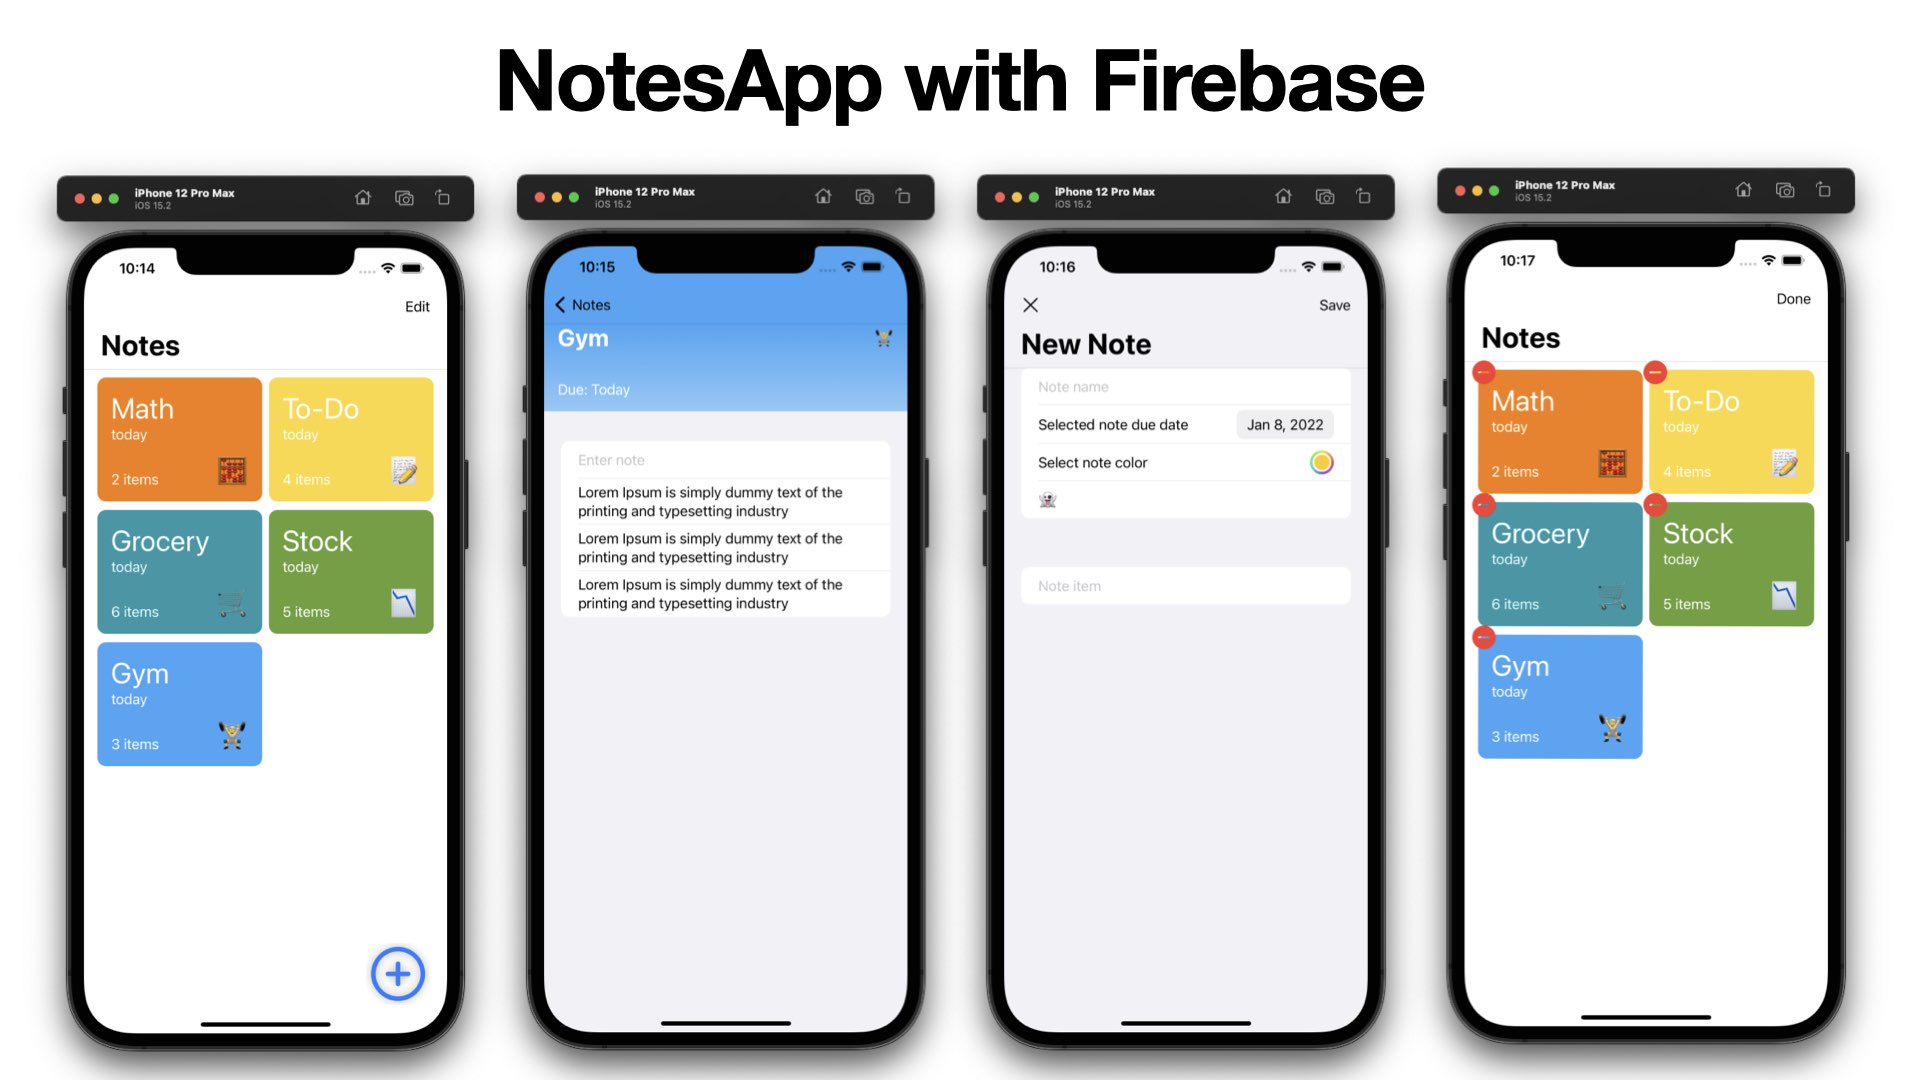 NotesApp with Firebase
iPhone 12 Pro Max
iOS 15.2
10:14
Edit
Notes
Math
today
2 items
To-Do
today
4 items
Grocery
today
6 items
Stock
today
5 items
Gym
today
3 items
iPhone 12 Pro Max
iOS 15.2
10:15
Notes
Gym
Due: Today
Enter note
Lorem Ipsum is simply dummy text of the
printing and typesetting industry
Lorem Ipsum is simply dummy text of the
printing and typesetting industry
Lorem Ipsum is simply dummy text of the
printing and typesetting industry
iPhone 12 Pro Max
iOS 15.2
10:16
Save
New Note
Note name
Selected note due date
Jan 8, 2022
Select note color
Note item
iPhone 12 Pro Max
iOS 15.2
10:17
Done
Notes
Math
today
2 items
To-Do
today
4 items
Grocery
today
6 items
Stock
today
5 items
Gym
today
3 items